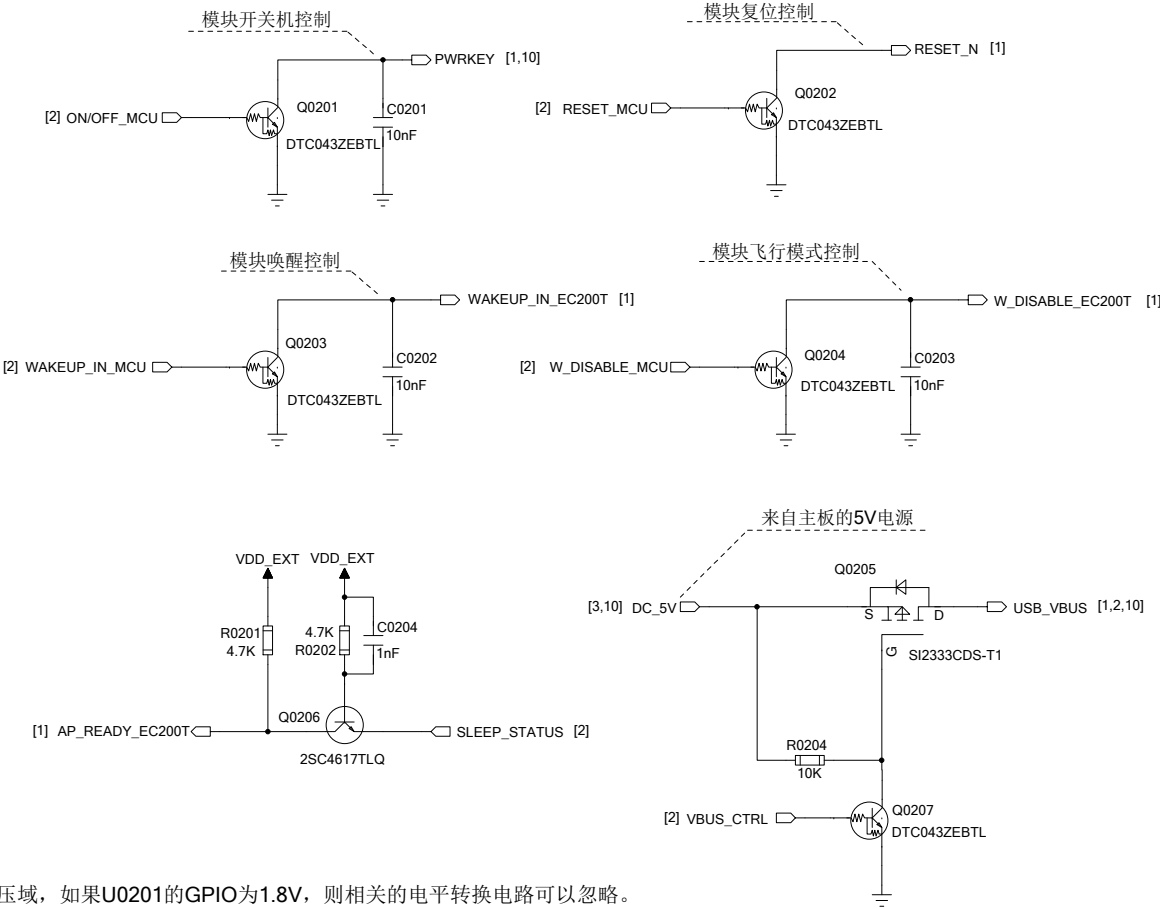 模块开关机控制
PWRKEY [1,10]
[2] ON/OFF_MCU
Q0201
DTC043ZEBTL
C0201
10nF
模块复位控制
RESET_N [1]
[2] RESET_MCU
Q0202
DTC043ZEBTL
模块唤醒控制
WAKEUP_IN_EC200T [1]
[2] WAKEUP_IN_MCU
Q0203
DTC043ZEBTL
C0202
10nF
模块飞行模式控制
W_DISABLE_EC200T [1]
[2] W_DISABLE_MCU
Q0204
DTC043ZEBTL
C0203
10nF
VDD_EXT VDD_EXT
R0201
4.7K
4.7K
R0202
C0204
1nF
[1] AP_READY_EC200T
Q0206
2SC4617TLQ
SLEEP_STATUS [2]
来自主板的5V电源
[3,10] DC_5V
Q0205
S D
G
SI2333CDS-T1
USB_VBUS [1,2,10]
R0204
10K
[2] VBUS_CTRL
Q0207
DTC043ZEBTL
压域，如果U0201的GPIO为1.8V，则相关的电平转换电路可以忽略。